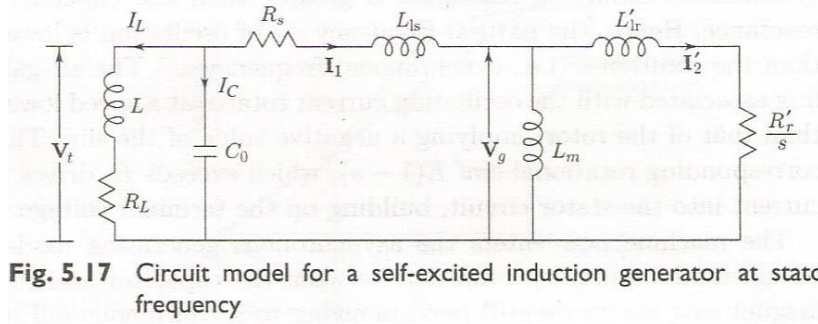 I_L
R_s
L_ls
L'_lr
I_1
I'_2
I_C
L
V_t
C_0
V_g
L_m
R'_r
s
R_L
Fig. 5.17 Circuit model for a self-excited induction generator at stato
frequency